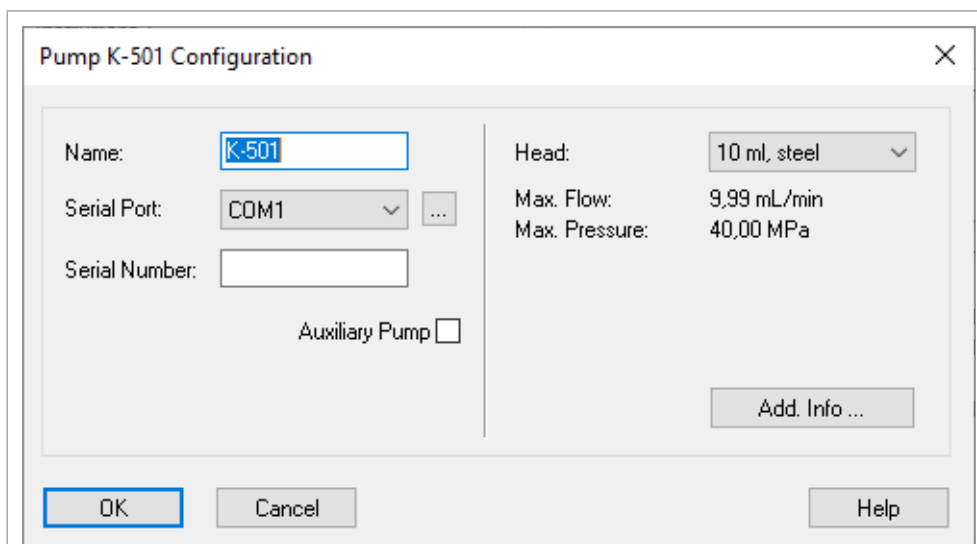 Pump K-501 Configuration
Name: K-501
Serial Port: COM1 ...
Serial Number:
Auxiliary Pump
Head: 10 ml, steel
Max. Flow: 9,99 mL/min
Max. Pressure: 40,00 MPa
Add. Info ...
OK Cancel Help